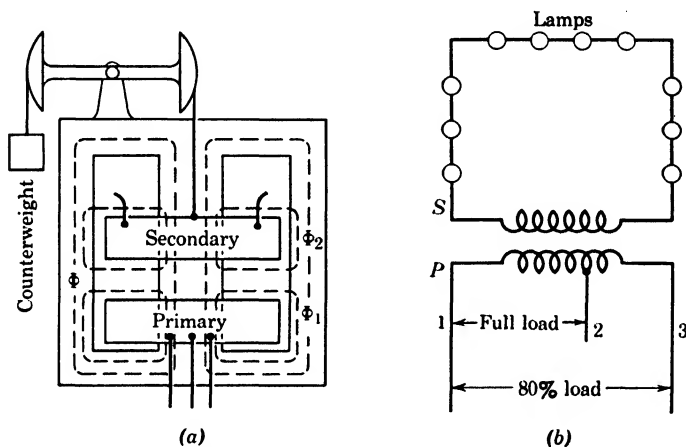 Counterweight
Secondary
Φ₂
Φ
Φ₁
Primary
(a)
Lamps
S
P
1
Full load
2
3
80% load
(b)